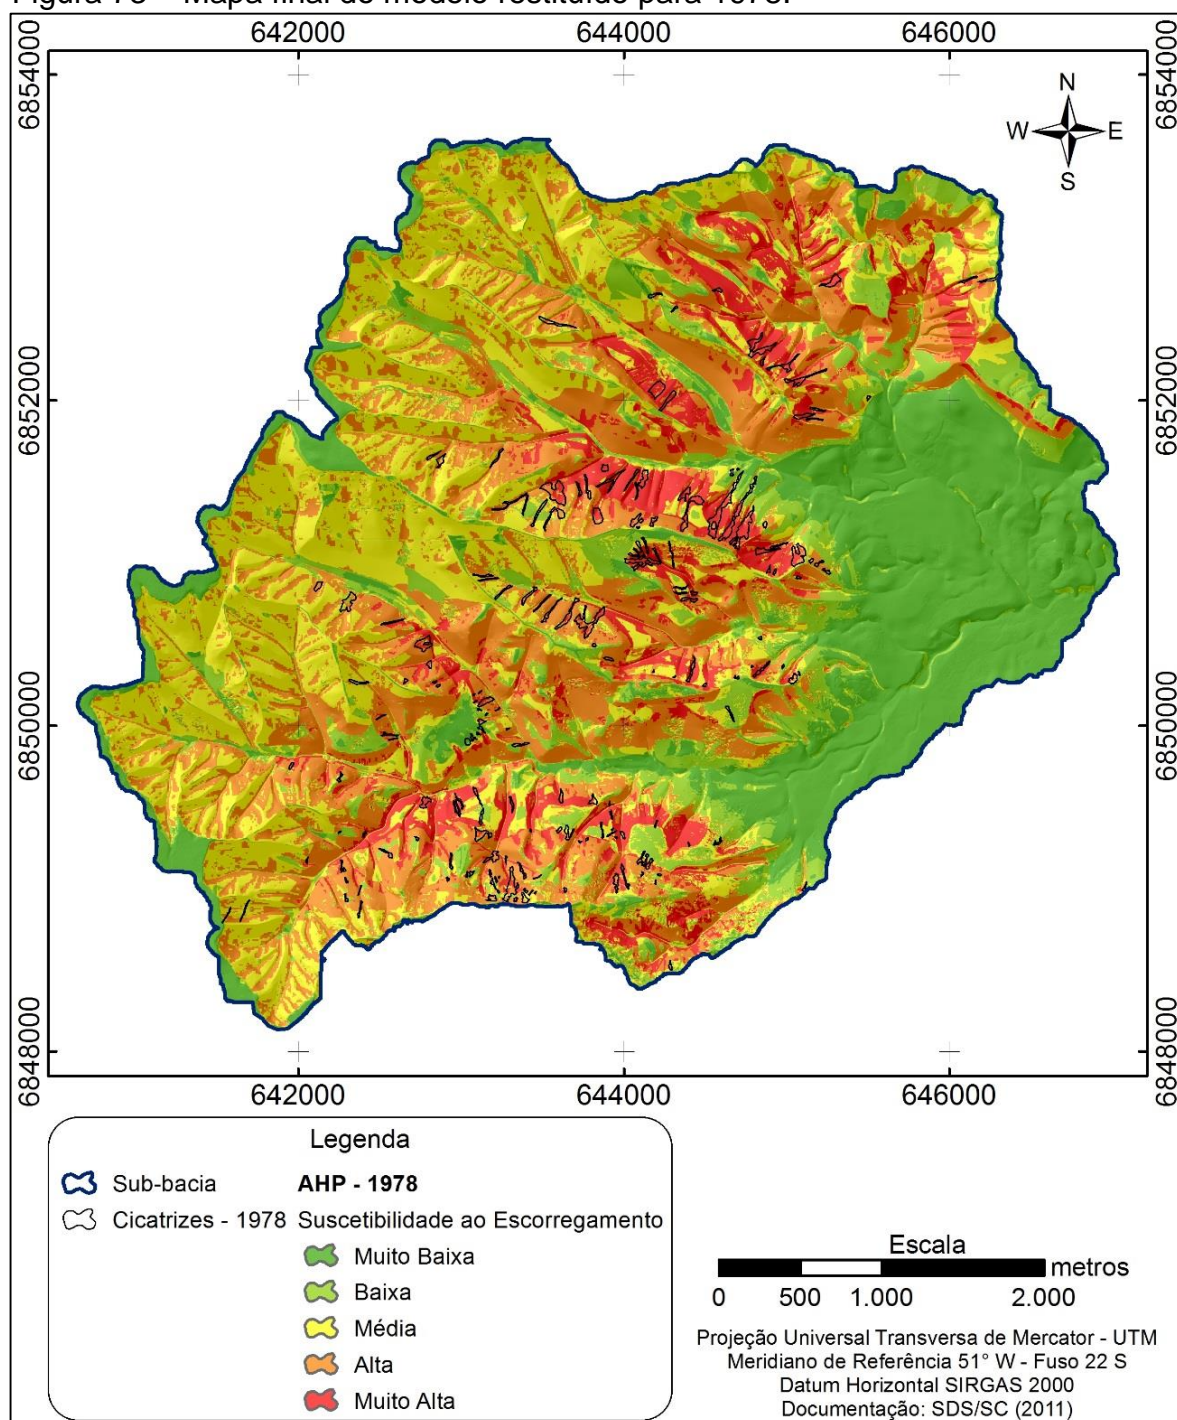 Figura 78 – Mapa final do modelo restituído para 1978.
642000 644000 646000
6854000 6854000
N
W E
S
6852000 6852000
6850000 6850000
6848000 6848000
642000 644000 646000
Legenda
Sub-bacia AHP - 1978
Cicatrizes - 1978 Suscetibilidade ao Escorregamento
Muito Baixa
Baixa
Média
Alta
Muito Alta
Escala
metros
0 500 1.000 2.000
Projeção Universal Transversa de Mercator - UTM
Meridiano de Referência 51° W - Fuso 22 S
Datum Horizontal SIRGAS 2000
Documentação: SDS/SC (2011)